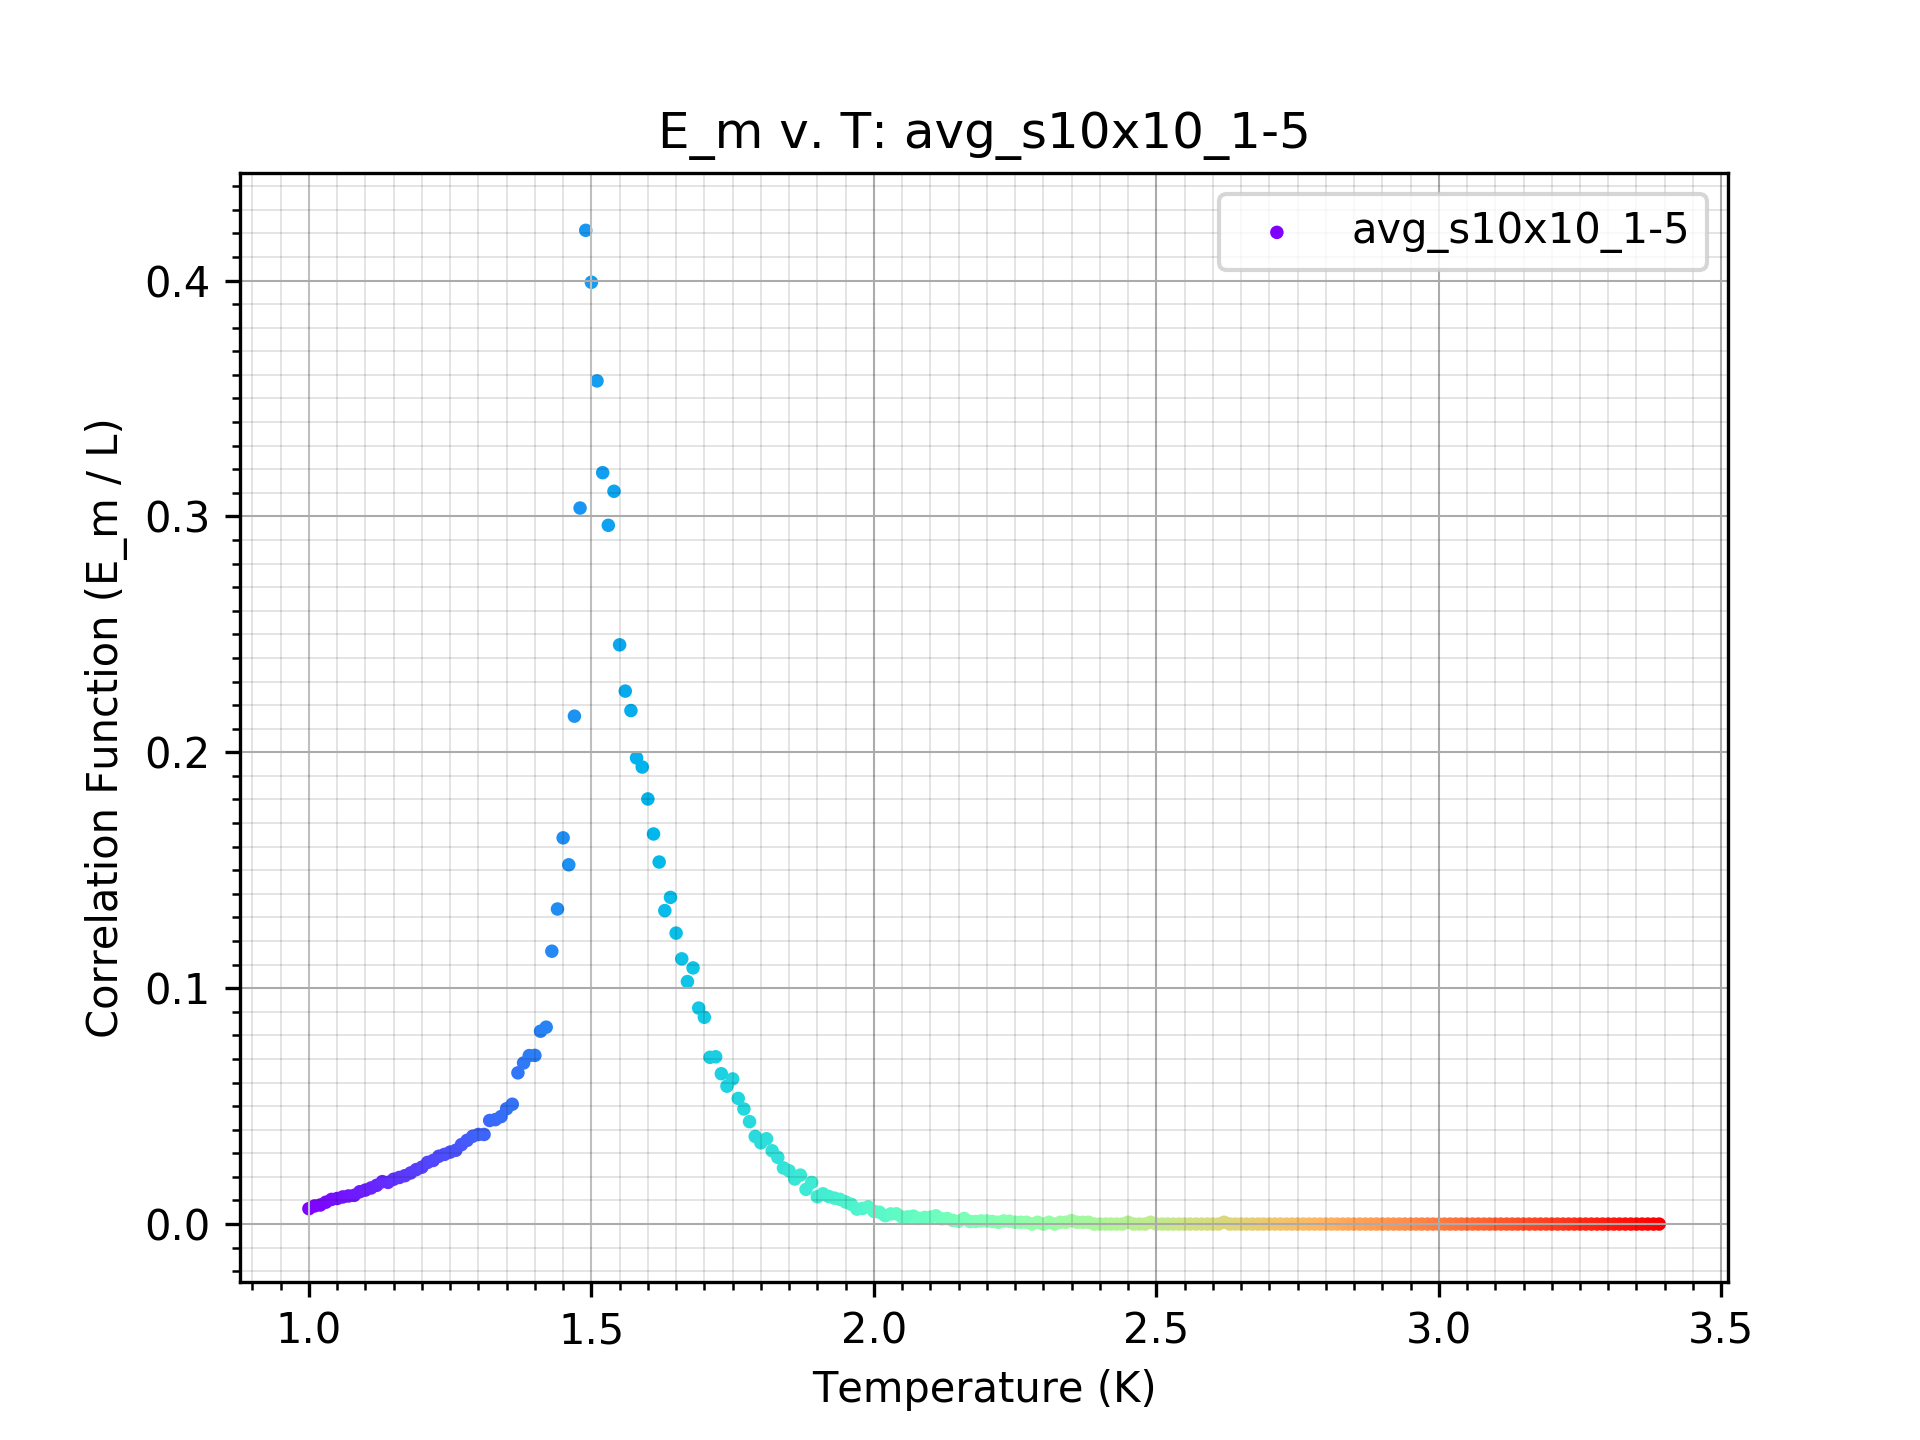 E_m v. T: avg_s10x10_1-5
avg_s10x10_1-5
Correlation Function (E_m / L)
0.4
0.3
0.2
0.1
0.0
1.0 1.5 2.0 2.5 3.0 3.5
Temperature (K)